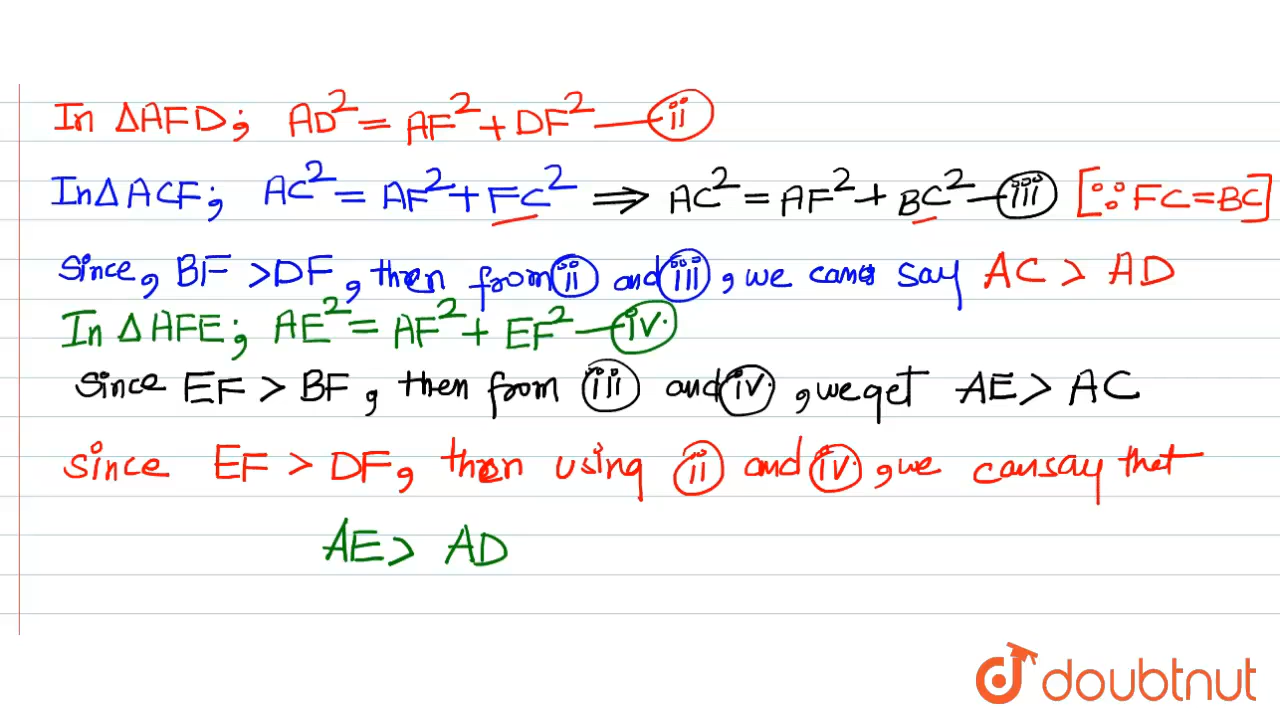 In ΔAFD; AD² = AF² + DF² — ii
In ΔACF; AC² = AF² + FC² ⇒ AC² = AF² + BC² — iii [∵ FC = BC]
Since, BF > DF, then from ii and iii, we can say AC > AD
In ΔAFE; AE² = AF² + EF² — iv.
Since EF > BF, then from iii and iv., we get AE > AC
Since EF > DF, then using ii and iv., we can say that
AE > AD
doubtnut